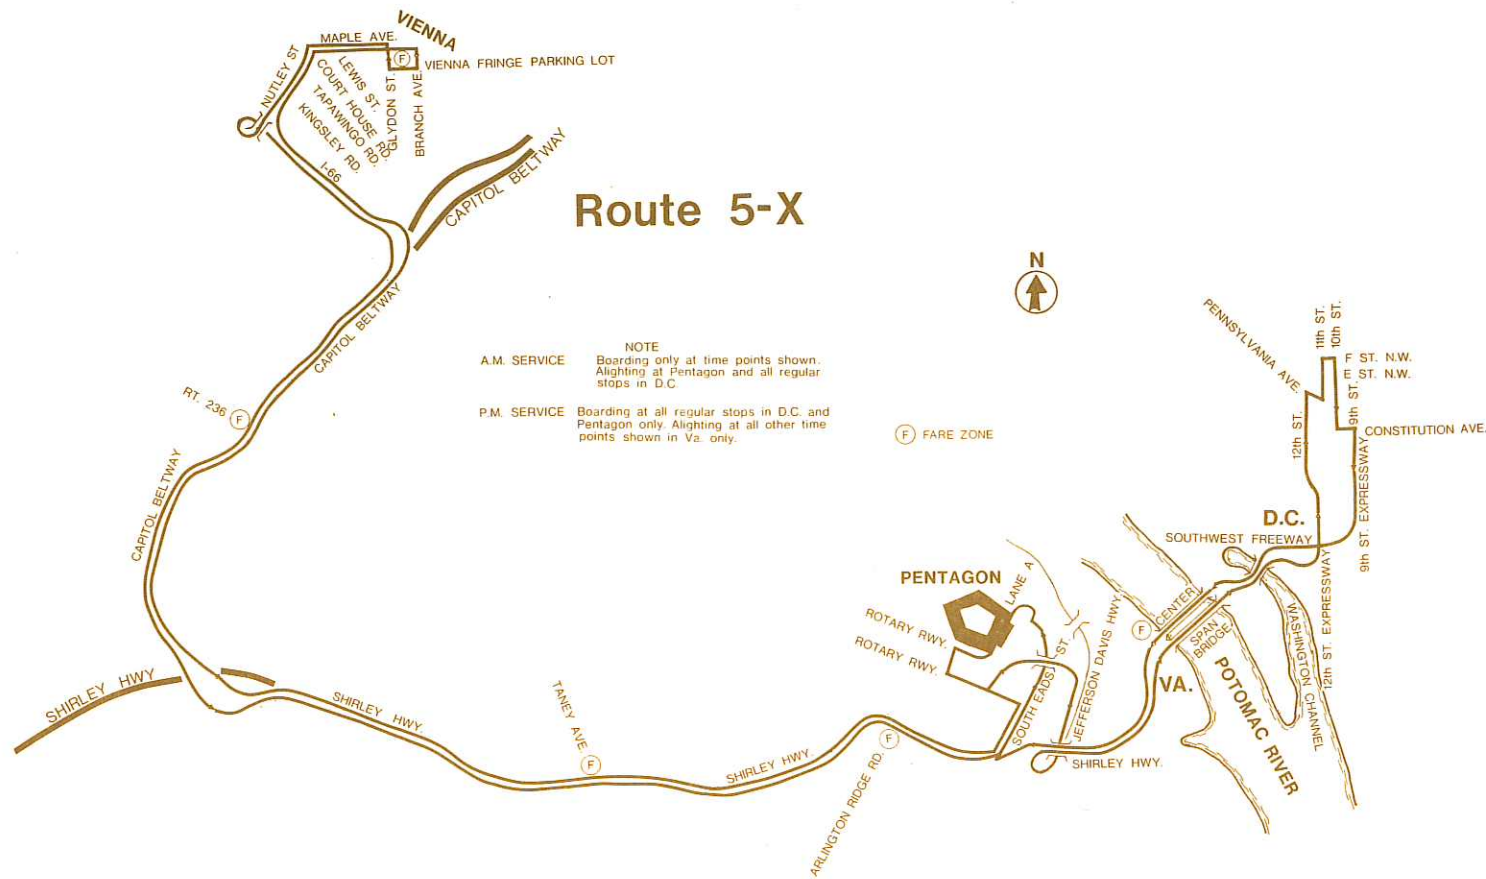 VIENNA
MAPLE AVE.
F
VIENNA FRINGE PARKING LOT
NUTLEY ST
LEWIS ST.
COURT HOUSE RD.
TAPAWINGO RD.
KINGSLEY RD.
GLYDON ST.
BRANCH AVE.
I-66
CAPITOL BELTWAY
Route 5-X
N
CAPITOL BELTWAY
RT. 236
F
CAPITOL BELTWAY
NOTE
A.M. SERVICE Boarding only at time points shown.
Alighting at Pentagon and all regular
stops in D.C.
P.M. SERVICE Boarding at all regular stops in D.C. and
Pentagon only. Alighting at all other time
points shown in Va. only.
F FARE ZONE
PENNSYLVANIA AVE.
11th ST.
10th ST.
F ST. N.W.
E ST. N.W.
9th ST.
12th ST.
CONSTITUTION AVE.
9th ST. EXPRESSWAY
D.C.
SOUTHWEST FREEWAY
12th ST. EXPRESSWAY
PENTAGON
LANE A
ROTARY RWY.
ROTARY RWY.
SOUTH EADS ST.
JEFFERSON DAVIS HWY.
F
CENTER
SPAN
BRIDGE
WASHINGTON CHANNEL
VA.
POTOMAC RIVER
SHIRLEY HWY
SHIRLEY HWY.
TANEY AVE.
F
SHIRLEY HWY.
ARLINGTON RIDGE RD.
F
SHIRLEY HWY.